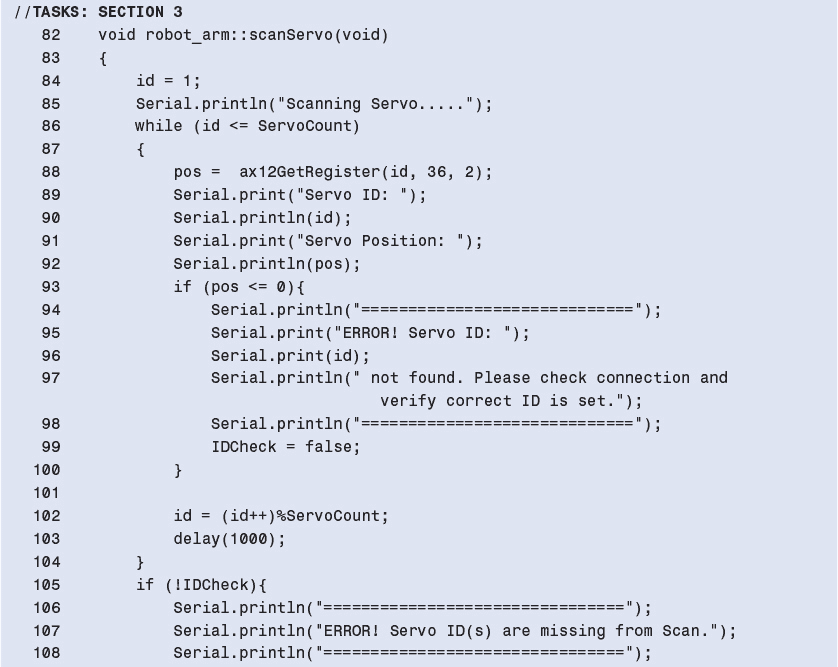 //TASKS: SECTION 3
82 void robot_arm::scanServo(void)
83 {
84 id = 1;
85 Serial.println("Scanning Servo.....");
86 while (id <= ServoCount)
87 {
88 pos = ax12GetRegister(id, 36, 2);
89 Serial.print("Servo ID: ");
90 Serial.println(id);
91 Serial.print("Servo Position: ");
92 Serial.println(pos);
93 if (pos <= 0){
94 Serial.println("=============================");
95 Serial.print("ERROR! Servo ID: ");
96 Serial.print(id);
97 Serial.println(" not found. Please check connection and
verify correct ID is set.");
98 Serial.println("=============================");
99 IDCheck = false;
100 }
101
102 id = (id++)%ServoCount;
103 delay(1000);
104 }
105 if (!IDCheck){
106 Serial.println("================================");
107 Serial.println("ERROR! Servo ID(s) are missing from Scan.");
108 Serial.println("================================");